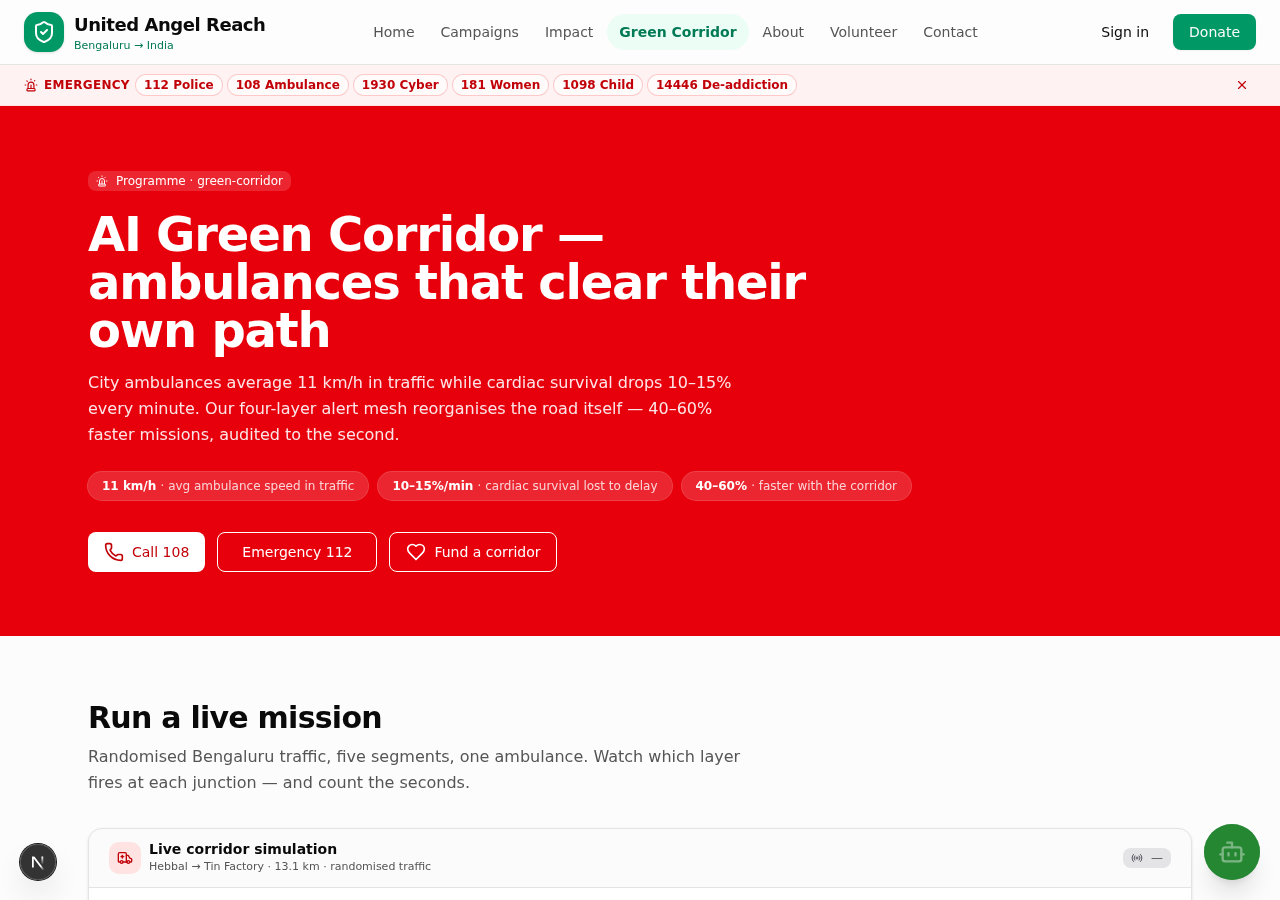 United Angel Reach
Bengaluru → India
Home
Campaigns
Impact
Green Corridor
About
Volunteer
Contact
Sign in
Donate
EMERGENCY
112 Police
108 Ambulance
1930 Cyber
181 Women
1098 Child
14446 De-addiction
Programme · green-corridor
AI Green Corridor —
ambulances that clear their
own path
City ambulances average 11 km/h in traffic while cardiac survival drops 10–15%
every minute. Our four-layer alert mesh reorganises the road itself — 40–60%
faster missions, audited to the second.
11 km/h · avg ambulance speed in traffic
10–15%/min · cardiac survival lost to delay
40–60% · faster with the corridor
Call 108
Emergency 112
Fund a corridor
Run a live mission
Randomised Bengaluru traffic, five segments, one ambulance. Watch which layer
fires at each junction — and count the seconds.
Live corridor simulation
Hebbal → Tin Factory · 13.1 km · randomised traffic
—
N